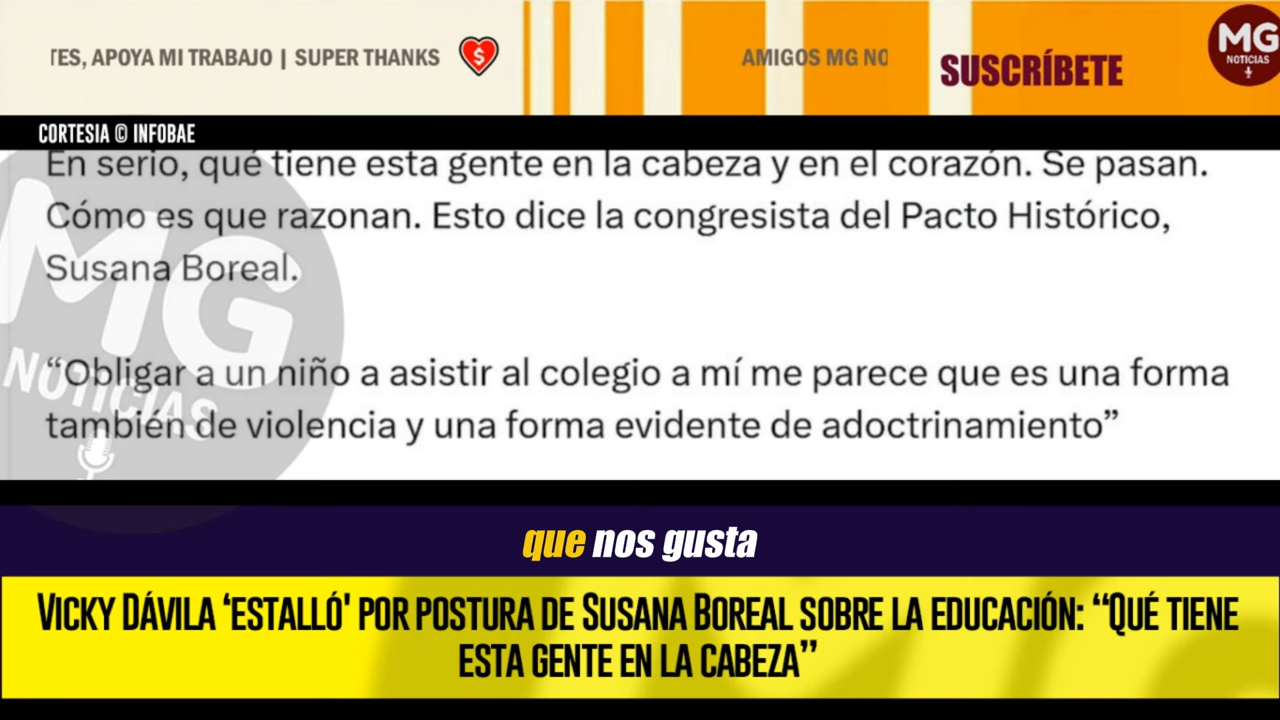 TES, APOYA MI TRABAJO | SUPER THANKS
$
AMIGOS MG NO
SUSCRÍBETE
MG
NOTICIAS
CORTESIA © INFOBAE
En serio, qué tiene esta gente en la cabeza y en el corazón. Se pasan.
Cómo es que razonan. Esto dice la congresista del Pacto Histórico,
Susana Boreal.
“Obligar a un niño a asistir al colegio a mí me parece que es una forma
también de violencia y una forma evidente de adoctrinamiento”
MG
NOTICIAS
que nos gusta
VICKY DÁVILA ‘ESTALLÓ' POR POSTURA DE SUSANA BOREAL SOBRE LA EDUCACIÓN: “QUÉ TIENE
ESTA GENTE EN LA CABEZA”